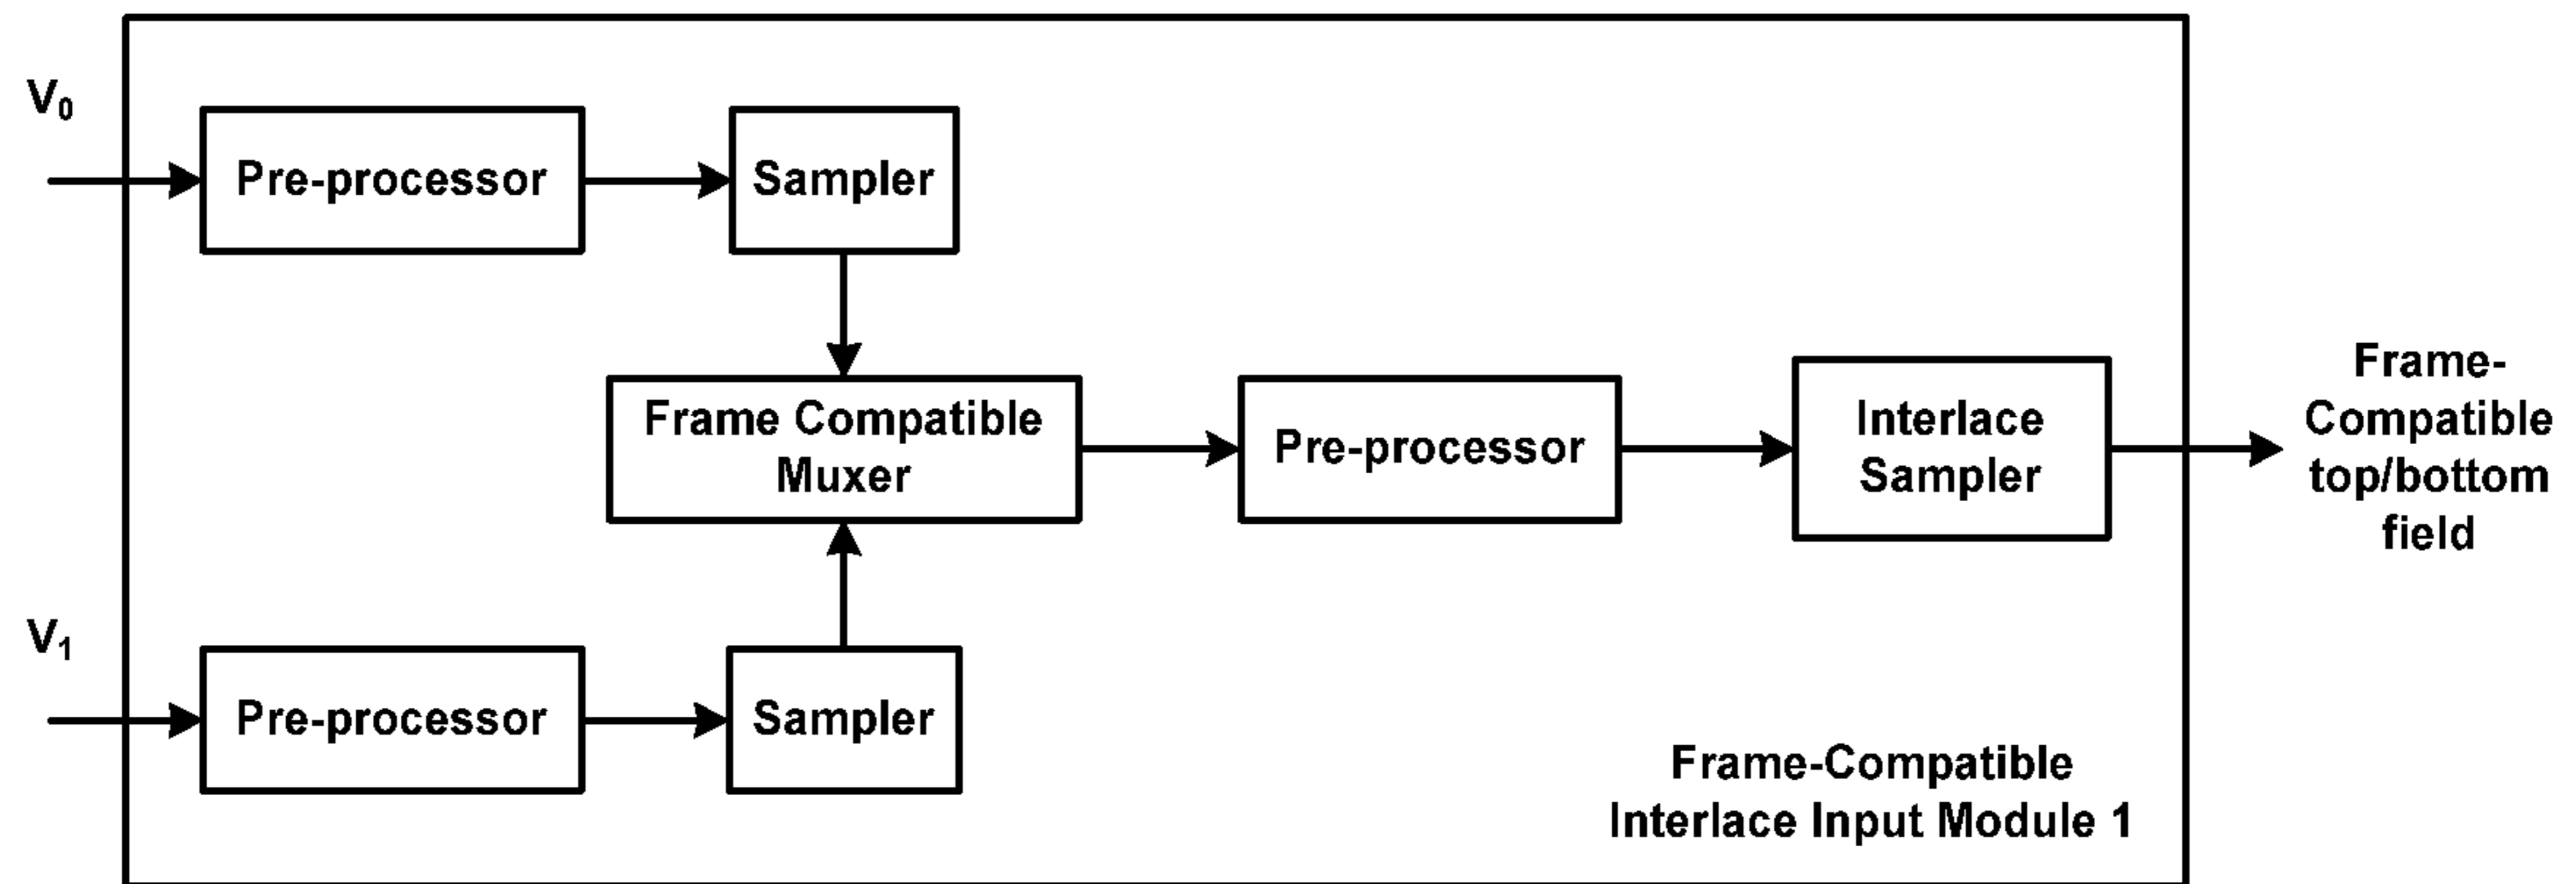 V₀
Pre-processor
Sampler
Frame Compatible
Muxer
Pre-processor
Interlace
Sampler
Frame-
Compatible
top/bottom
field
V₁
Pre-processor
Sampler
Frame-Compatible
Interlace Input Module 1